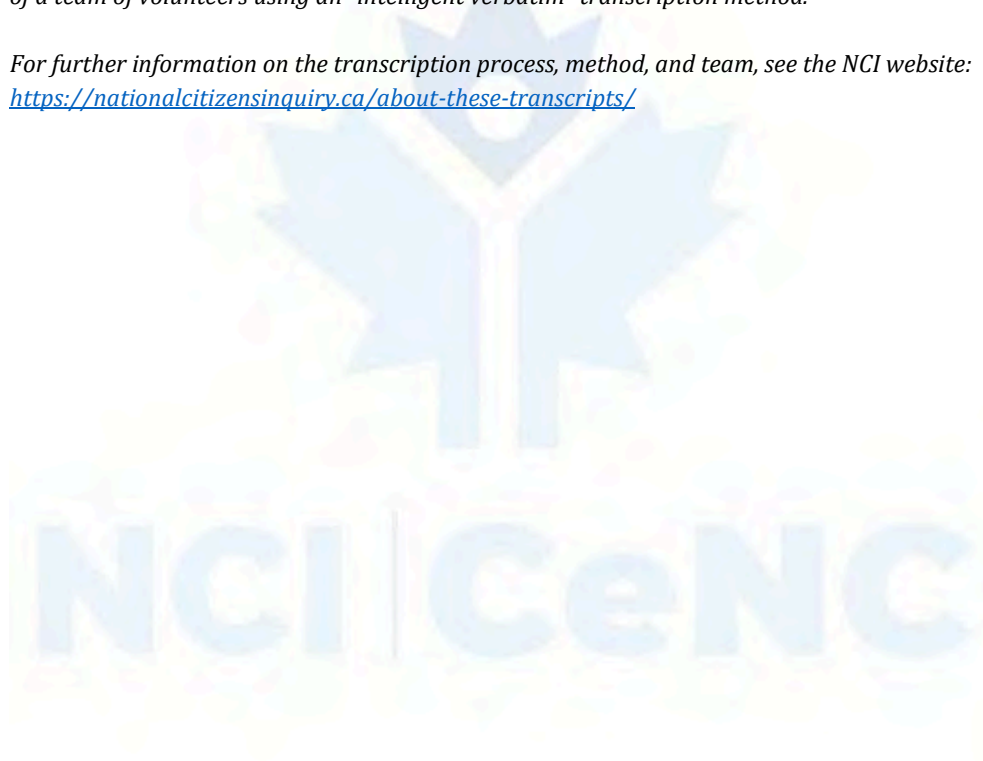 of a team of volunteers using an intelligent verbatim transcription method.
For further information on the transcription process, method, and team, see the NCI website:
https://nationalcitizensinquiry.ca/about-these-transcripts/
NCI | CeNC